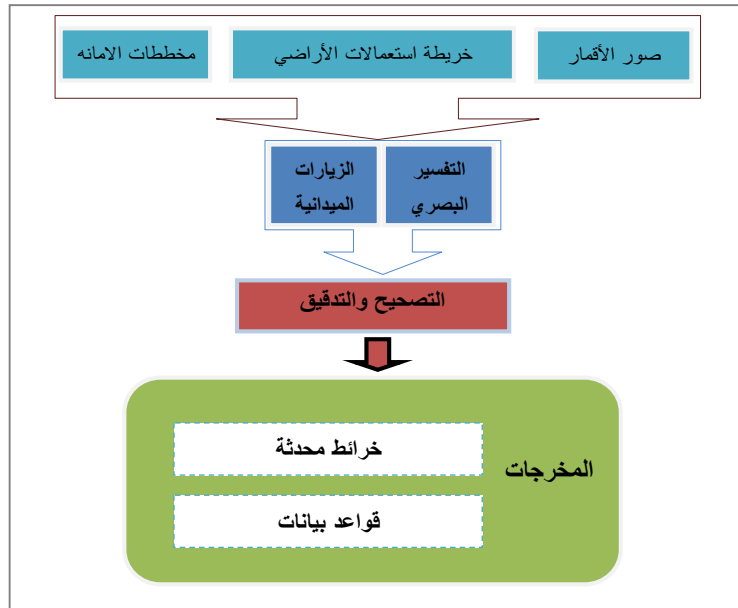 صور الأقمار
خريطة استعمالات الأراضي
مخططات الامانه
التفسير
البصري
الزيارات
الميدانية
التصحيح والتدقيق
المخرجات
خرائط محدثة
قواعد بيانات